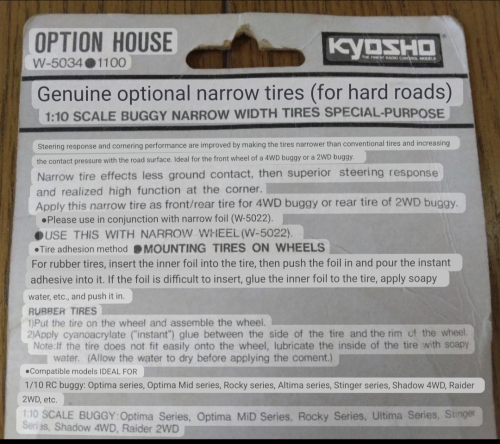 OPTION HOUSE
W-5034●1100
KYOSHO
THE FINEST RADIO CONTROL MODELS
Genuine optional narrow tires (for hard roads)
1:10 SCALE BUGGY NARROW WIDTH TIRES SPECIAL-PURPOSE
Steering response and cornering performance are improved by making the tires narrower than conventional tires and increasing
the contact pressure with the road surface. Ideal for the front wheel of a 4WD buggy or a 2WD buggy.
Narrow tire effects less ground contact, then superior steering response
and realized high function at the corner.
Apply this narrow tire as front/rear tire for 4WD buggy or rear tire of 2WD buggy.
●Please use in conjunction with narrow foil (W-5022).
●USE THIS WITH NARROW WHEEL (W-5022).
●Tire adhesion method ●MOUNTING TIRES ON WHEELS
For rubber tires, insert the inner foil into the tire, then push the foil in and pour the instant
adhesive into it. If the foil is difficult to insert, glue the inner foil to the tire, apply soapy
water, etc., and push it in.
RUBBER TIRES
1)Put the tire on the wheel and assemble the wheel.
2)Apply cyanoacrylate ("instant") glue between the side of the tire and the rim of the wheel.
Note:If the tire does not fit easily onto the wheel, lubricate the inside of the tire with soapy
water. (Allow the water to dry before applying the coment.)
●Compatible models IDEAL FOR
1/10 RC buggy: Optima series, Optima Mid series, Rocky series, Altima series, Stinger series, Shadow 4WD, Raider
2WD, etc.
1:10 SCALE BUGGY: Optima Series, Optima MiD Series, Rocky Series, Ultima Series, Stinger
Series, Shadow 4WD, Raider 2WD